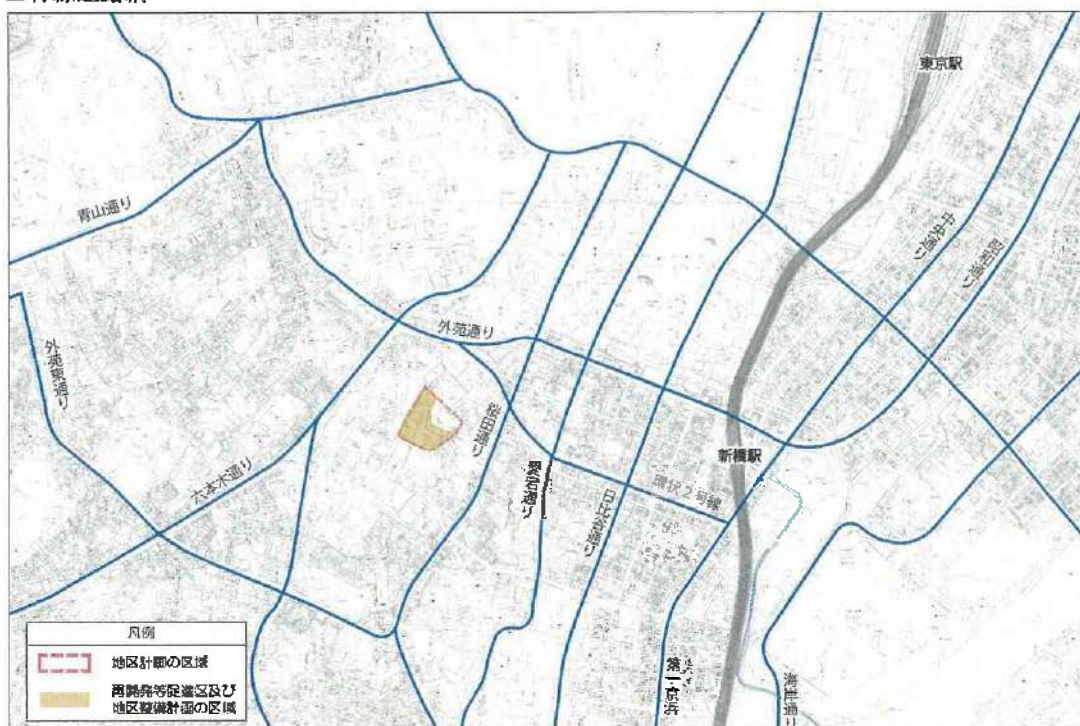 東京駅
青山通り
中央通り
昭和通り
外苑通り
外苑東通り
桜田通り
新橋駅
愛宕通り
六本木通り
環状2号線
日比谷通り
第一京浜
凡例
地区計画の区域
再開発等促進区及び
地区整備計画の区域